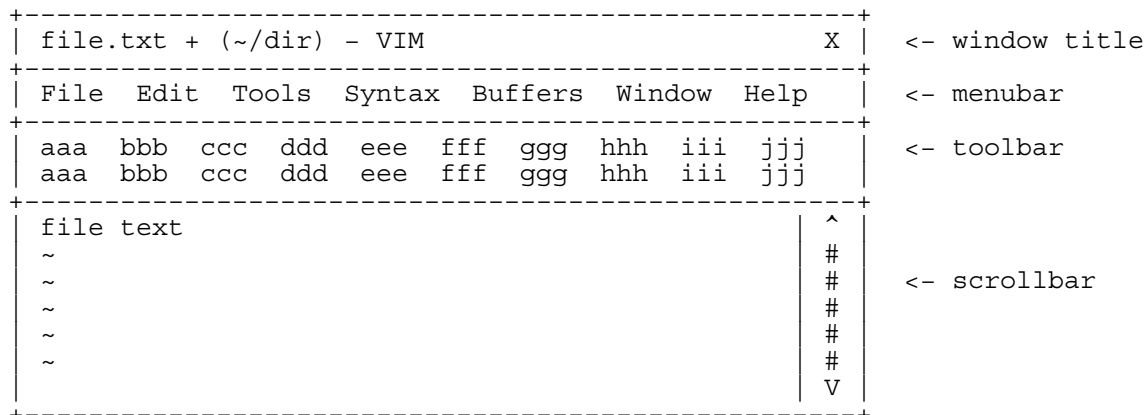 +----------------------------------------------------+
| file.txt + (~/dir) - VIM                         X |  <- window title
+----------------------------------------------------+
| File  Edit  Tools  Syntax  Buffers  Window  Help   |  <- menubar
+----------------------------------------------------+
| aaa  bbb  ccc  ddd  eee  fff  ggg  hhh  iii  jjj   |  <- toolbar
| aaa  bbb  ccc  ddd  eee  fff  ggg  hhh  iii  jjj   |
+----------------------------------------------------+
| file text                                      | ^ |
| ~                                              | # |
| ~                                              | # |  <- scrollbar
| ~                                              | # |
| ~                                              | # |
| ~                                              | # |
|                                                | V |
+----------------------------------------------------+